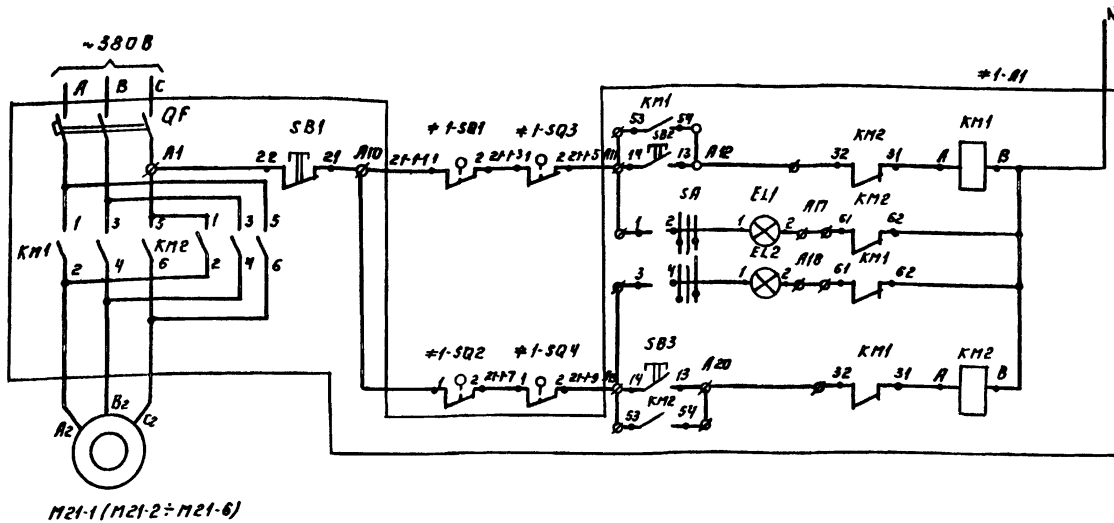 N
~380 В
A B C
QF
*1-A1
SB1
A1
22 21
A10
*1-SQ1 *1-SQ3
21-1-1 1 2 21-1-3 1 2 21-1-5
A11
53 KM1 54
14 SB2 13 A12
KM2
32 31
KM1
A B
1 3 5 1 3 5
KM1 KM2
2 4 6 2 4 6
SA
1 2
EL1
1 2 A17 61 KM2 62
3 4
EL2
1 2 A18 61 KM1 62
*1-SQ2 *1-SQ4
1 2 21-1-7 1 2 21-1-9
SB3
14 13 A20
KM1
32 31
KM2
A B
53 KM2 54
A2 B2 C2
M21-1 (M21-2÷M21-6)